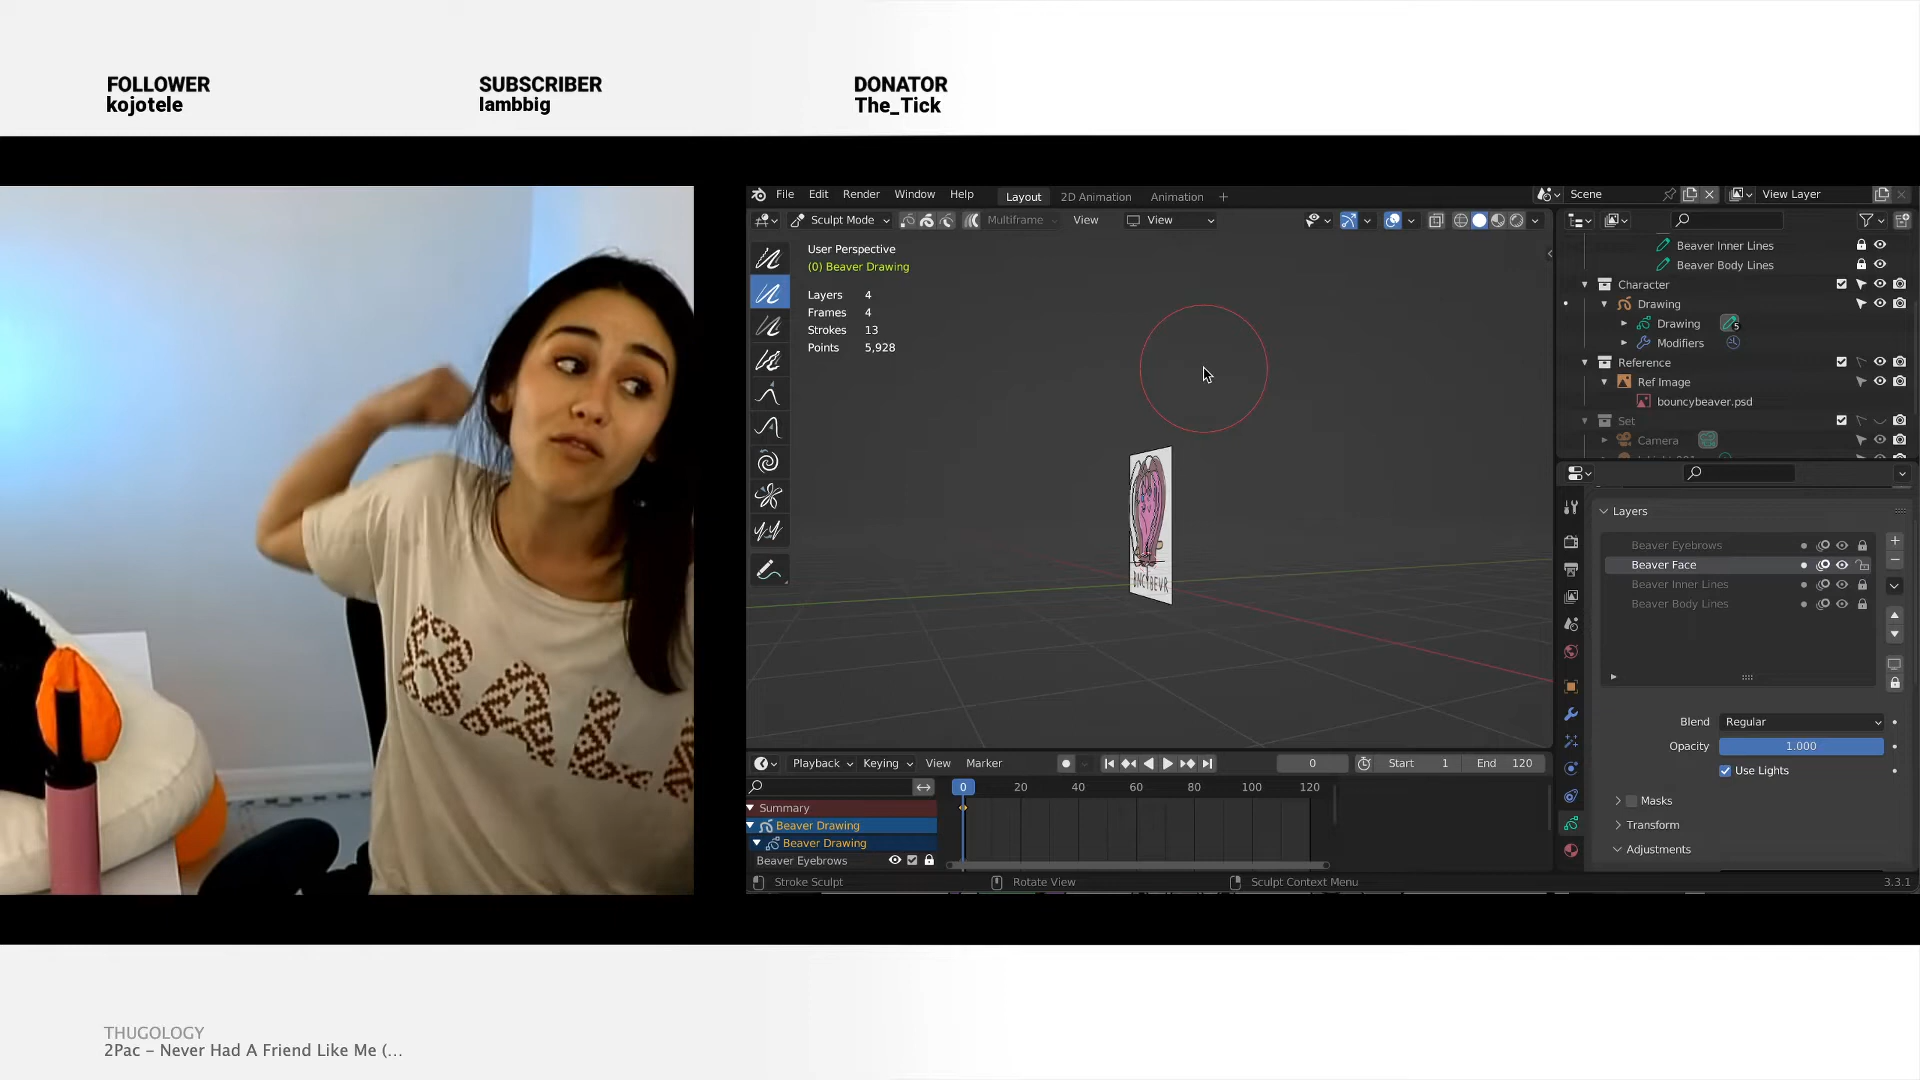 FOLLOWER
kojotele
SUBSCRIBER
lambbig
DONATOR
The_Tick
BALL
File Edit Render Window Help Layout 2D Animation Animation +
Scene
View Layer
Sculpt Mode
Multiframe
View
View
User Perspective
(0) Beaver Drawing
Layers 4
Frames 4
Strokes 13
Points 5,928
BNCYBEVR
Beaver Inner Lines
Beaver Body Lines
Character
Drawing
Drawing
5
Modifiers
Reference
Ref Image
bouncybeaver.psd
Set
Camera
Layers
Beaver Eyebrows
Beaver Face
Beaver Inner Lines
Beaver Body Lines
Blend Regular
Opacity 1.000
Use Lights
Masks
Transform
Adjustments
Playback Keying View Marker
0
Start 1 End 120
0 20 40 60 80 100 120
Summary
Beaver Drawing
Beaver Drawing
Beaver Eyebrows
Stroke Sculpt
Rotate View
Sculpt Context Menu
3.3.1
THUGOLOGY
2Pac - Never Had A Friend Like Me (...